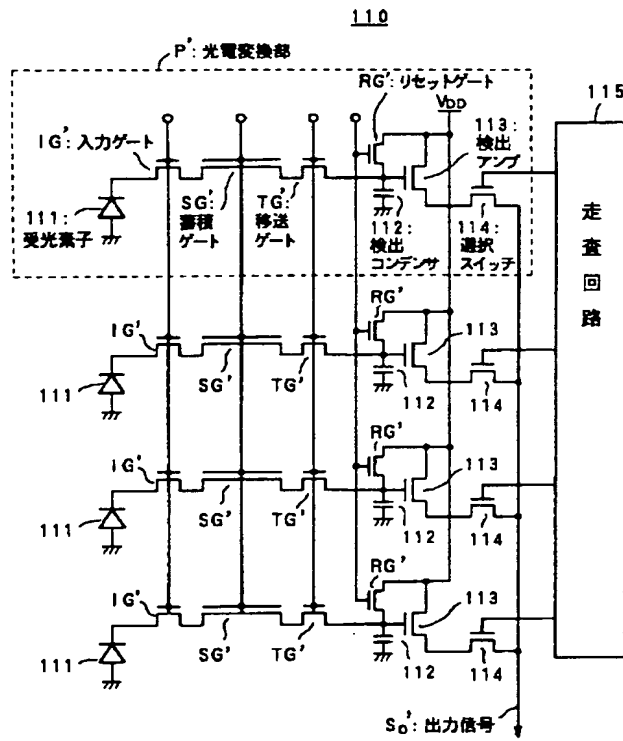 110
P': 光電変換部
RG': リセットゲート
VDD
115
IG': 入力ゲート
113:
検出
アンプ
SG':
蓄積
ゲート
TG':
移送
ゲート
111:
受光素子
112:
検出
コンデンサ
114:
選択
スイッチ
走査回路
IG'
RG'
113
111
SG'
TG'
112
114
IG'
RG'
113
111
SG'
TG'
112
114
IG'
RG'
113
111
SG'
TG'
112
114
So': 出力信号